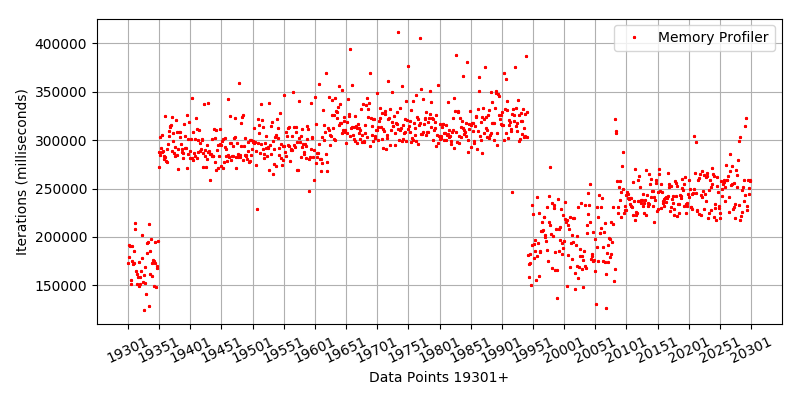 Memory Profiler
Iterations (milliseconds)
400000
350000
300000
250000
200000
150000
19301 19351 19401 19451 19501 19551 19601 19651 19701 19751 19801 19851 19901 19951 20001 20051 20101 20151 20201 20251 20301
Data Points 19301+